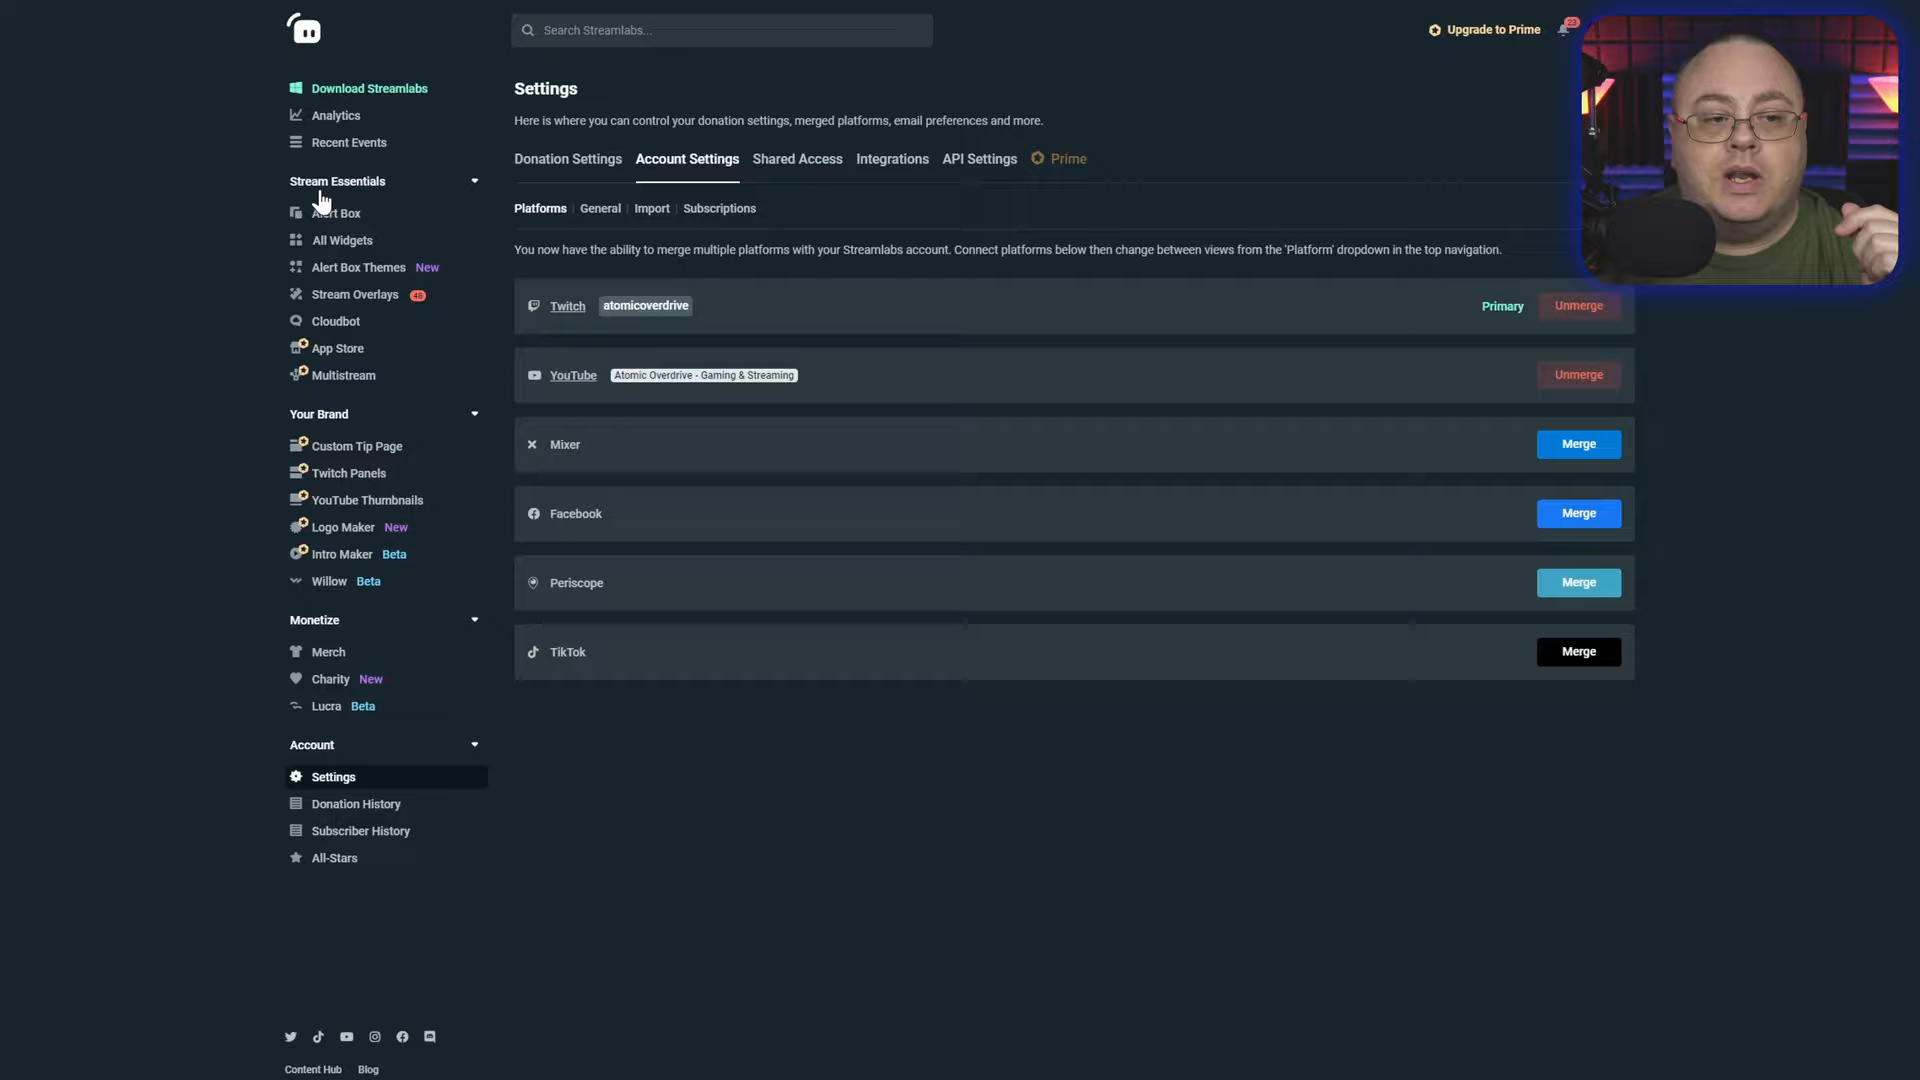 Search Streamlabs...
Upgrade to Prime
23
Download Streamlabs
Analytics
Recent Events
Stream Essentials
Alert Box
All Widgets
Alert Box Themes New
Stream Overlays 46
Cloudbot
App Store
Multistream
Your Brand
Custom Tip Page
Twitch Panels
YouTube Thumbnails
Logo Maker New
Intro Maker Beta
Willow Beta
Monetize
Merch
Charity New
Lucra Beta
Account
Settings
Donation History
Subscriber History
All-Stars
Content Hub Blog
Settings
Here is where you can control your donation settings, merged platforms, email preferences and more.
Donation Settings Account Settings Shared Access Integrations API Settings Prime
Platforms General Import Subscriptions
You now have the ability to merge multiple platforms with your Streamlabs account. Connect platforms below then change between views from the 'Platform' dropdown in the top navigation.
Twitch atomicoverdrive Primary Unmerge
YouTube Atomic Overdrive - Gaming & Streaming Unmerge
Mixer Merge
Facebook Merge
Periscope Merge
TikTok Merge